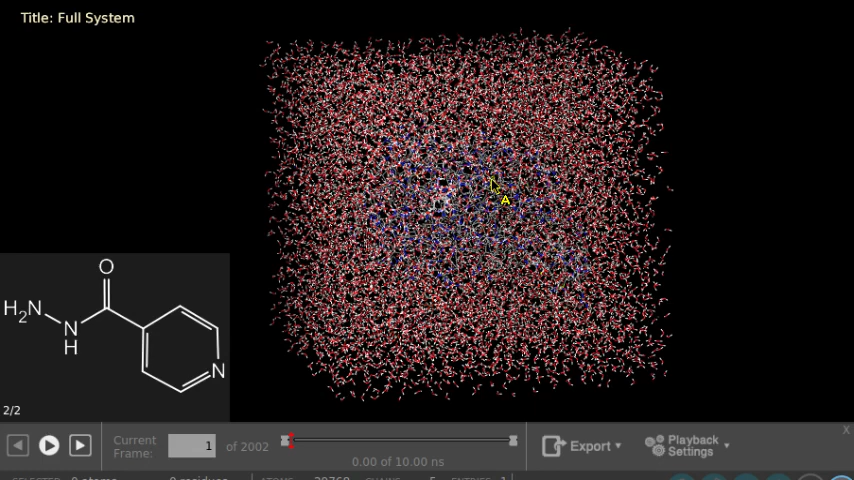 Title: Full System
A
O
H2N
N
H
N
2/2
Current
Frame:
1
of 2002
0.00 of 10.00 ns
Export
Playback
Settings
x